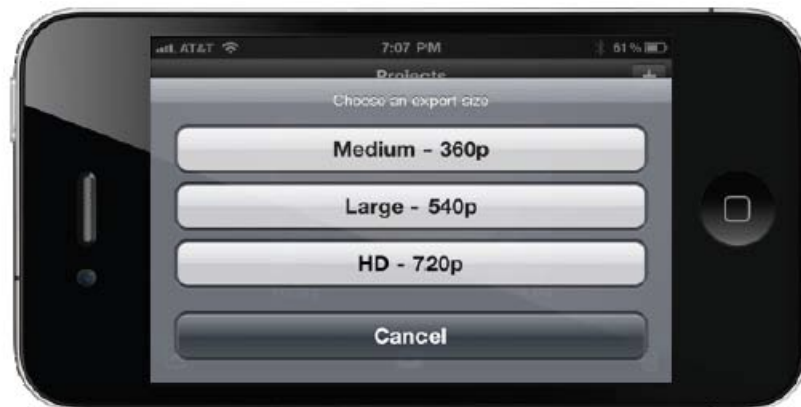 AT&T 7:07 PM 51%
Projects +
Choose an export size
Medium - 360p
Large - 540p
HD - 720p
Cancel